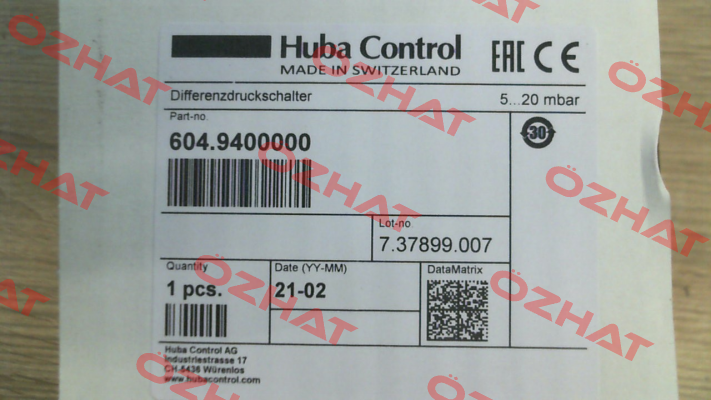 Huba Control
MADE IN SWITZERLAND
EAC CE
Differenzdruckschalter 5...20 mbar
Part-no.
604.9400000
30
Lot-no
7.37899.007
Quantity
1 pcs.
Date (YY-MM)
21-02
DataMatrix
Huba Control AG
Industriestrasse 17
CH-5436 Würenlos
www.hubacontrol.com
ÖZHAT
ÖZHAT
ÖZHAT
ÖZHAT
ÖZHAT
ÖZHAT
ÖZHAT
ÖZHAT
ÖZHAT